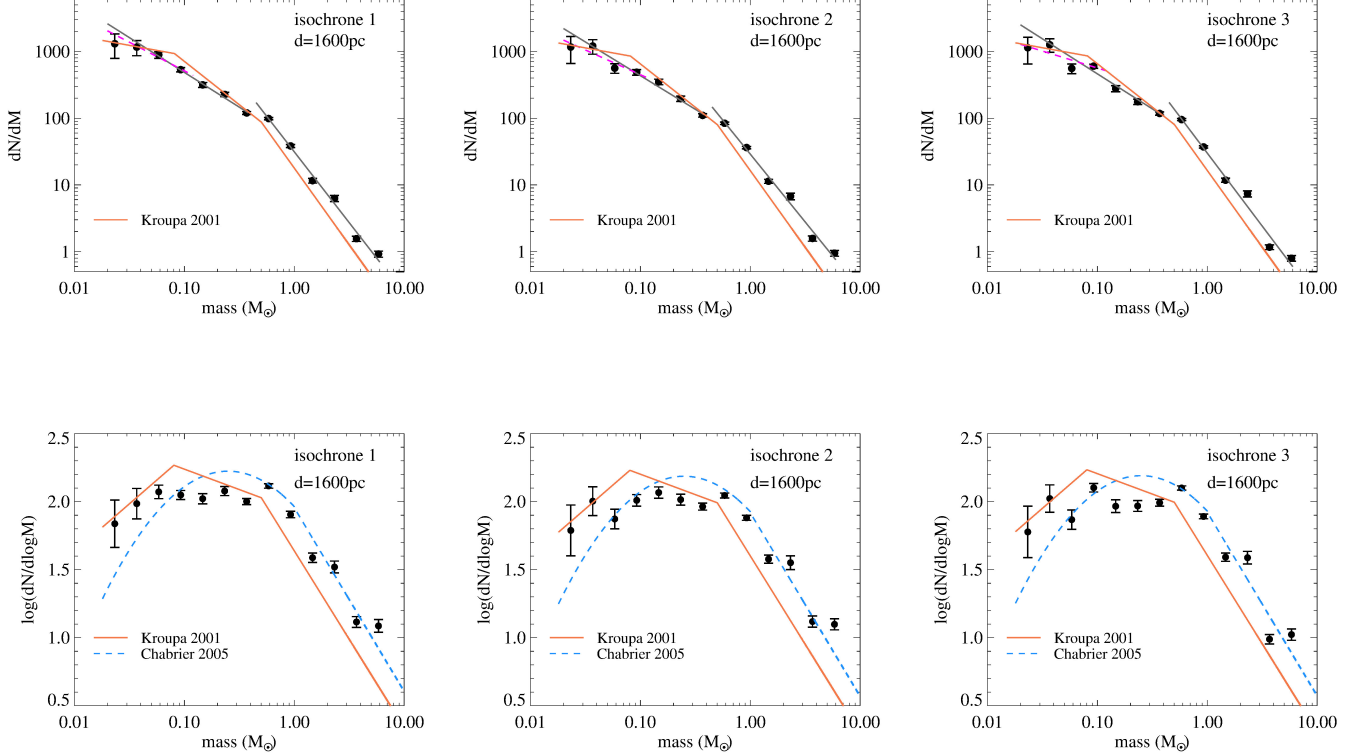 isochrone 1
d=1600pc
1000
100
10
1
dN/dM
Kroupa 2001
0.01 0.10 1.00 10.00
mass (M☉)
isochrone 2
d=1600pc
1000
100
10
1
dN/dM
Kroupa 2001
0.01 0.10 1.00 10.00
mass (M☉)
isochrone 3
d=1600pc
1000
100
10
1
dN/dM
Kroupa 2001
0.01 0.10 1.00 10.00
mass (M☉)
isochrone 1
d=1600pc
2.5
2.0
1.5
1.0
0.5
log(dN/dlogM)
Kroupa 2001
Chabrier 2005
0.01 0.10 1.00 10.00
mass (M☉)
isochrone 2
d=1600pc
2.5
2.0
1.5
1.0
0.5
log(dN/dlogM)
Kroupa 2001
Chabrier 2005
0.01 0.10 1.00 10.00
mass (M☉)
isochrone 3
d=1600pc
2.5
2.0
1.5
1.0
0.5
log(dN/dlogM)
Kroupa 2001
Chabrier 2005
0.01 0.10 1.00 10.00
mass (M☉)